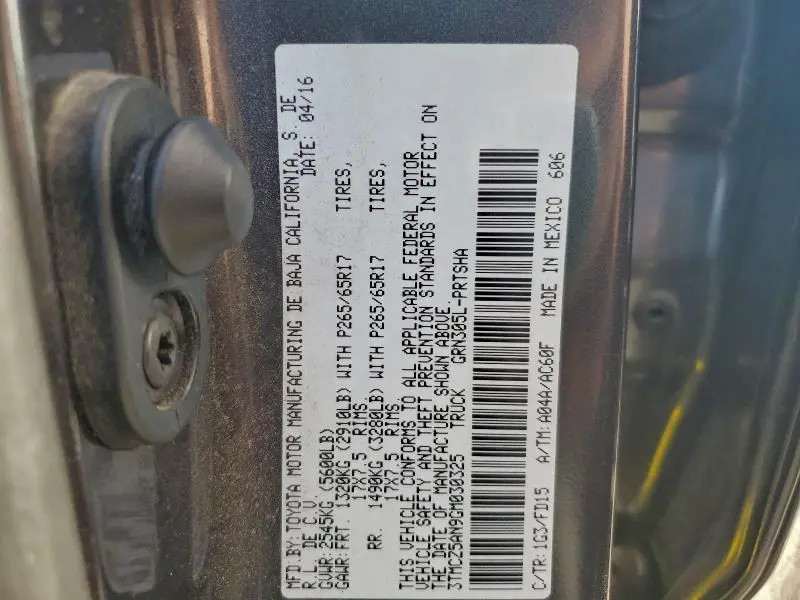 MFD.BY:TOYOTA MOTOR MANUFACTURING DE BAJA CALIFORNIA, S. DE
R.L. DE C.V. DATE: 04/16
GVWR:2545KG (5600LB)
GAWR:FRT. 1320KG (2910LB) WITH P265/65R17 TIRES,
17X7.5 RIMS
RR. 1490KG (3280LB) WITH P265/65R17 TIRES,
17X7.5 RIMS.
THIS VEHICLE CONFORMS TO ALL APPLICABLE FEDERAL MOTOR
VEHICLE SAFETY AND THEFT PREVENTION STANDARDS IN EFFECT ON
THE DATE OF MANUFACTURE SHOWN ABOVE.
3TMCZ5AN9GM030325 TRUCK GRN305L-PRTSHA
C/TR:1G3/FD15 A/TM:A04A/AC60F MADE IN MEXICO 606